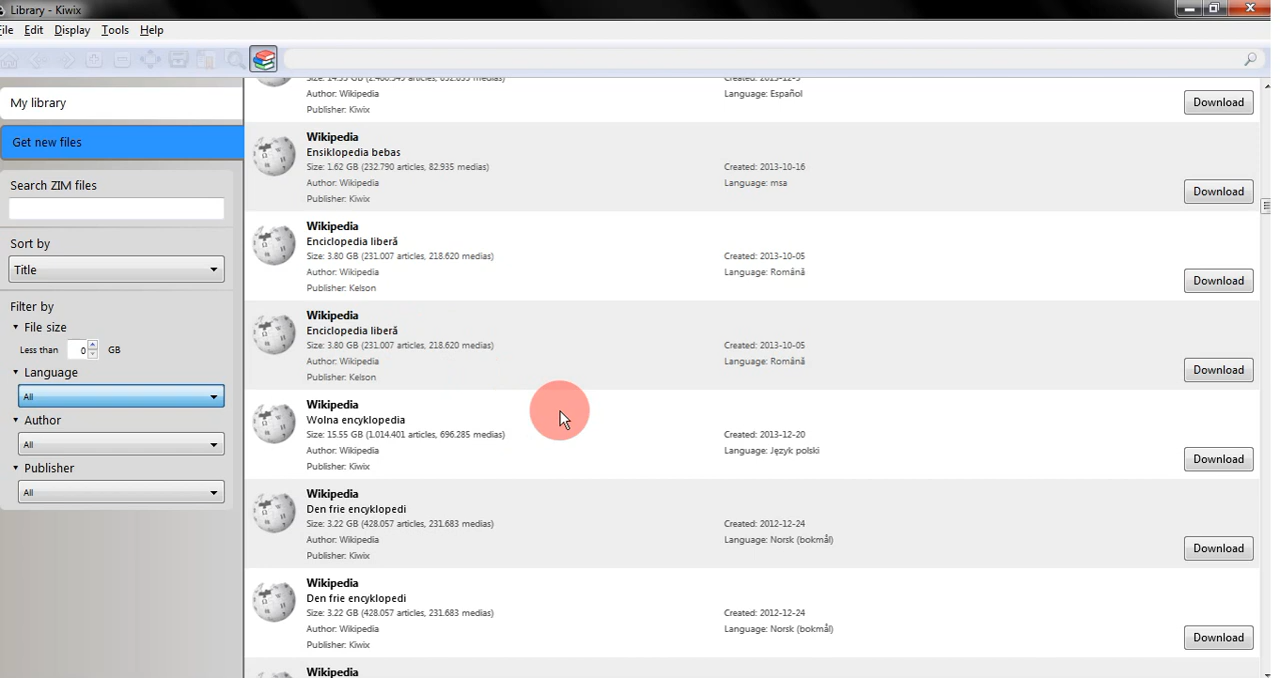 Library - Kiwix
File Edit Display Tools Help
My library
Get new files
Search ZIM files
Sort by
Title
Filter by
File size
Less than 0 GB
Language
All
Author
All
Publisher
All
Author: Wikipedia Language: Español
Publisher: Kiwix
Download
Wikipedia
Ensiklopedia bebas
Size: 1.62 GB (232.790 articles, 82.935 medias) Created: 2013-10-16
Author: Wikipedia Language: msa
Publisher: Kiwix
Download
Wikipedia
Enciclopedia liberă
Size: 3.80 GB (231.007 articles, 218.620 medias) Created: 2013-10-05
Author: Wikipedia Language: Română
Publisher: Kelson
Download
Wikipedia
Enciclopedia liberă
Size: 3.80 GB (231.007 articles, 218.620 medias) Created: 2013-10-05
Author: Wikipedia Language: Română
Publisher: Kelson
Download
Wikipedia
Wolna encyklopedia
Size: 15.55 GB (1.014.401 articles, 696.285 medias) Created: 2013-12-20
Author: Wikipedia Language: Język polski
Publisher: Kiwix
Download
Wikipedia
Den frie encyklopedi
Size: 3.22 GB (428.057 articles, 231.683 medias) Created: 2012-12-24
Author: Wikipedia Language: Norsk (bokmål)
Publisher: Kiwix
Download
Wikipedia
Den frie encyklopedi
Size: 3.22 GB (428.057 articles, 231.683 medias) Created: 2012-12-24
Author: Wikipedia Language: Norsk (bokmål)
Publisher: Kiwix
Download
Wikipedia